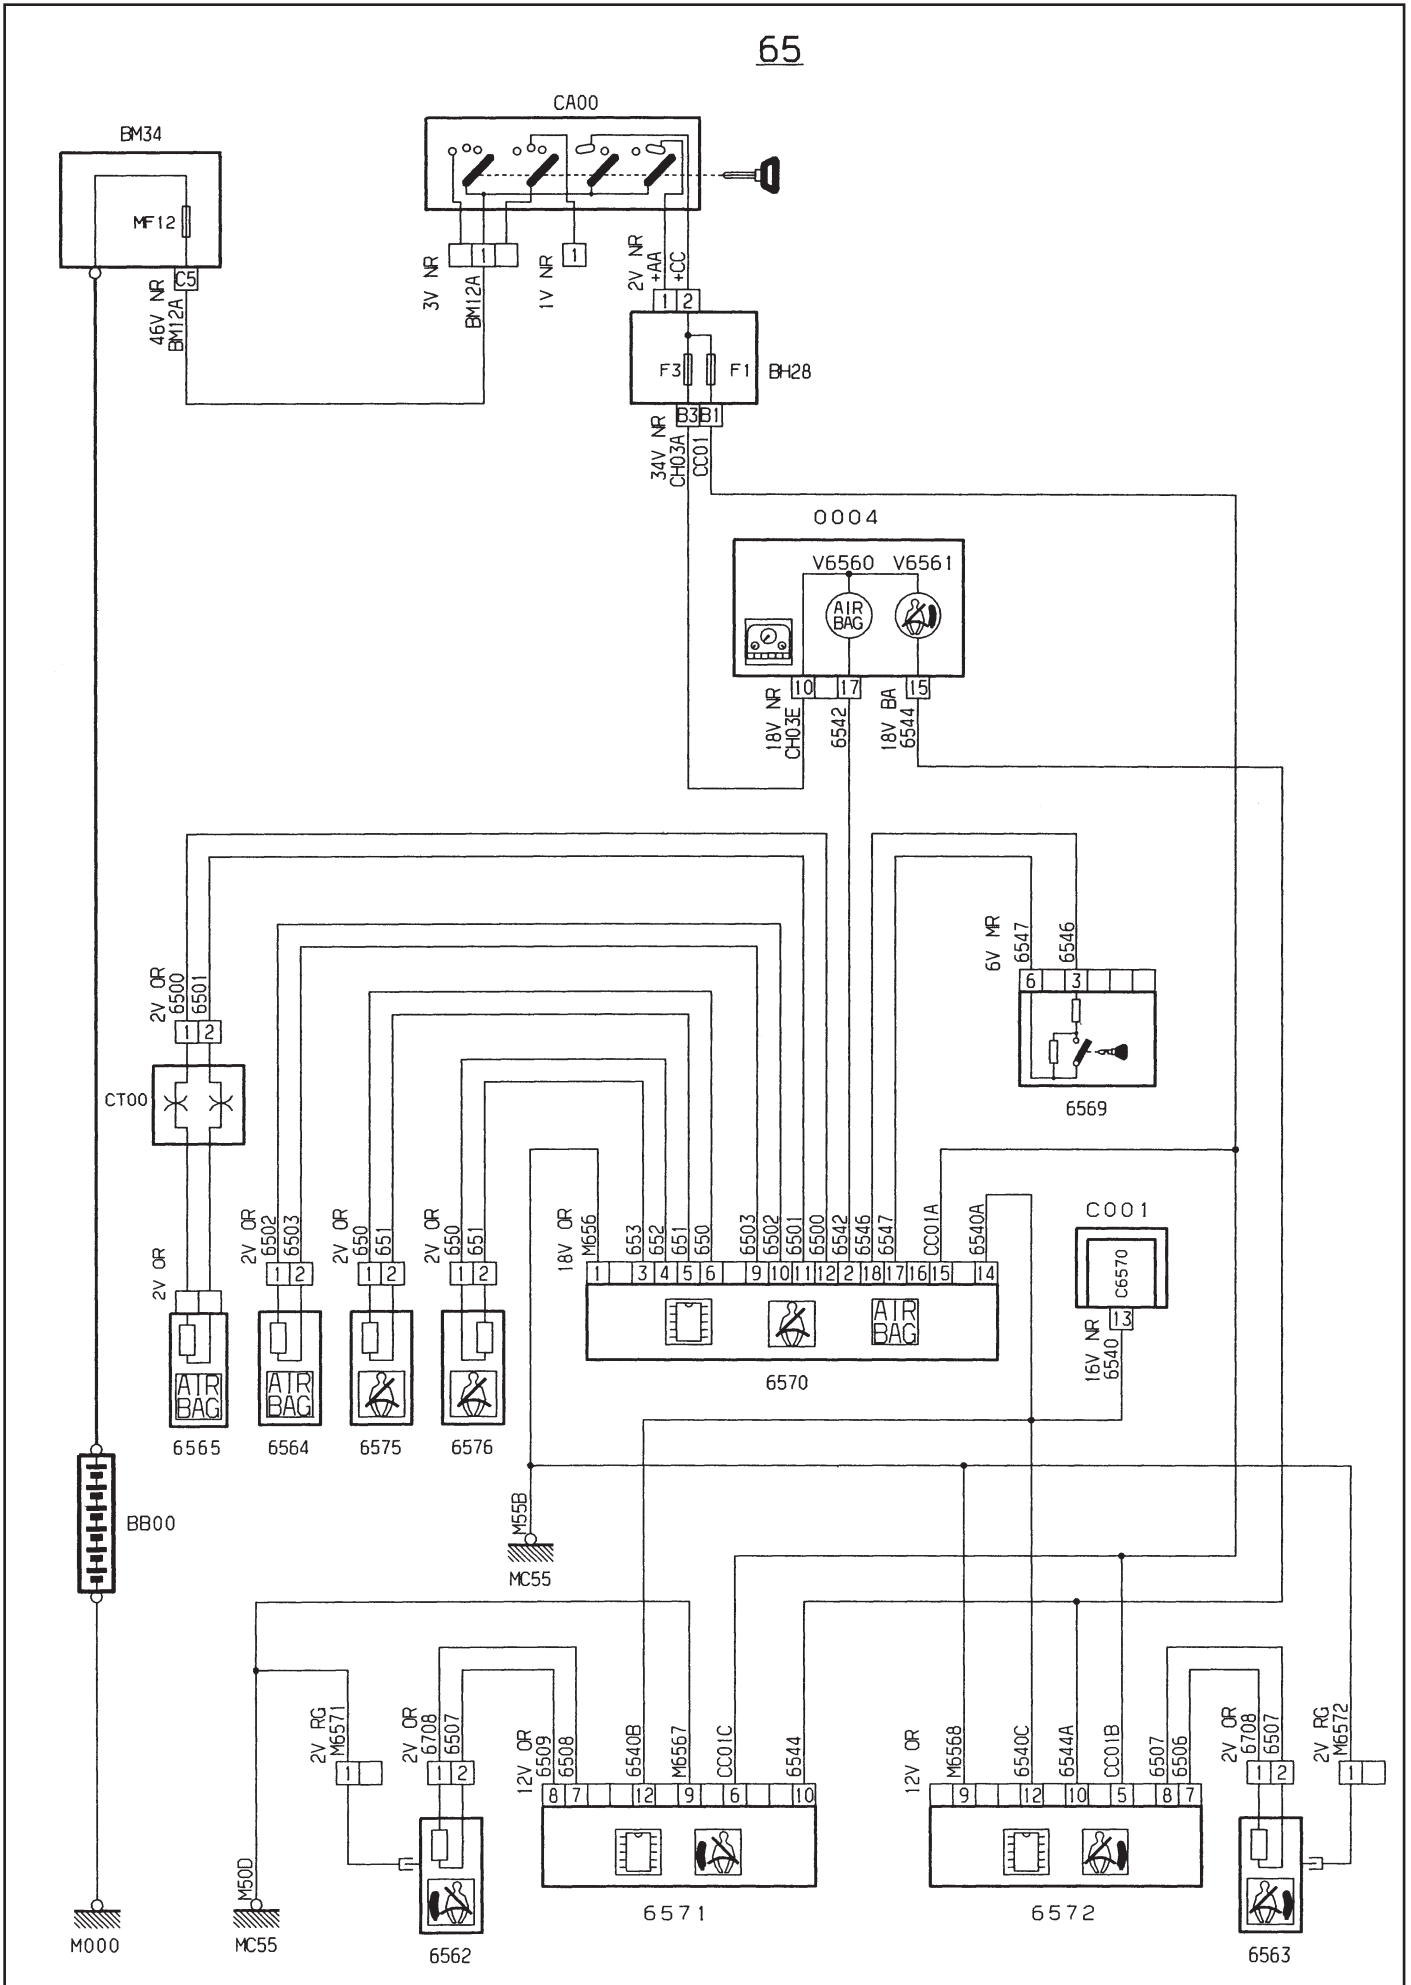 65
CA00
BM34
MF12
C5
46V NR
BM12A
3V NR
1
BM12A
1V NR
1
2V NR
+AA
+CC
1 2
F3
F1
BH28
B3 B1
34V NR
CH03A
CC01
0004
V6560
V6561
AIR
BAG
10
17
15
18V NR
CH03E
6542
18V BA
6544
6V MR
6547
6546
6
3
6569
2V OR
6500
6501
1 2
CT00
2V OR
2V OR
6502
6503
1 2
2V OR
650
651
1 2
2V OR
650
651
1 2
18V OR
M656
653
652
651
650
6503
6502
6501
6500
6542
6546
6547
CC01A
6540A
1
3 4 5 6
9 10 11 12 2 18 17 16 15
14
AIR
BAG
6570
C001
C6570
13
16V NR
6540
AIR
BAG
AIR
BAG
6565
6564
6575
6576
BB00
M55B
MC55
2V RG
M6571
1
2V OR
6708
6507
1 2
12V OR
6509
6508
6540B
M6567
CC01C
6544
8 7
12
9
6
10
12V OR
M6568
6540C
6544A
CC01B
6507
6506
9
12
10
5
8 7
2V OR
6708
6507
1 2
2V RG
M6572
1
M50D
M000
MC55
6562
6571
6572
6563